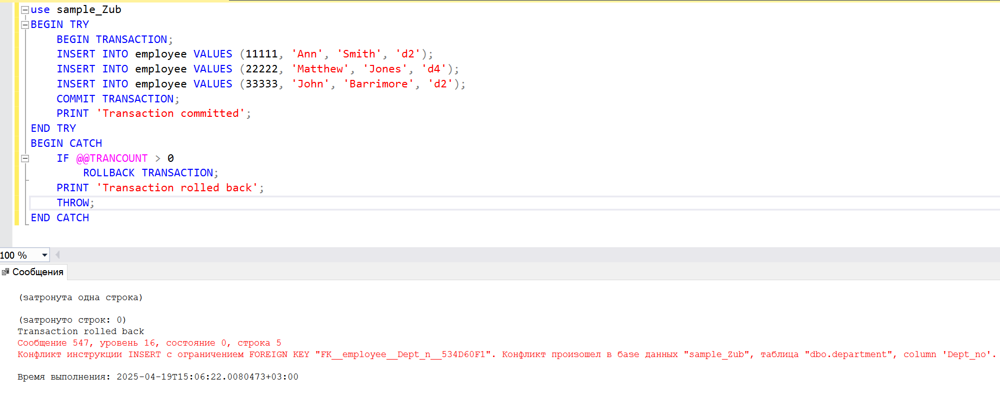 use sample_Zub
BEGIN TRY
BEGIN TRANSACTION;
INSERT INTO employee VALUES (11111, 'Ann', 'Smith', 'd2');
INSERT INTO employee VALUES (22222, 'Matthew', 'Jones', 'd4');
INSERT INTO employee VALUES (33333, 'John', 'Barrimore', 'd2');
COMMIT TRANSACTION;
PRINT 'Transaction committed';
END TRY
BEGIN CATCH
IF @@TRANCOUNT > 0
ROLLBACK TRANSACTION;
PRINT 'Transaction rolled back';
THROW;
END CATCH
100 %
Сообщения
(затронута одна строка)
(затронуто строк: 0)
Transaction rolled back
Сообщение 547, уровень 16, состояние 0, строка 5
Конфликт инструкции INSERT с ограничением FOREIGN KEY "FK__employee__Dept_n__534D60F1". Конфликт произошел в базе данных "sample_Zub", таблица "dbo.department", column 'Dept_no'.
Время выполнения: 2025-04-19T15:06:22.0080473+03:00